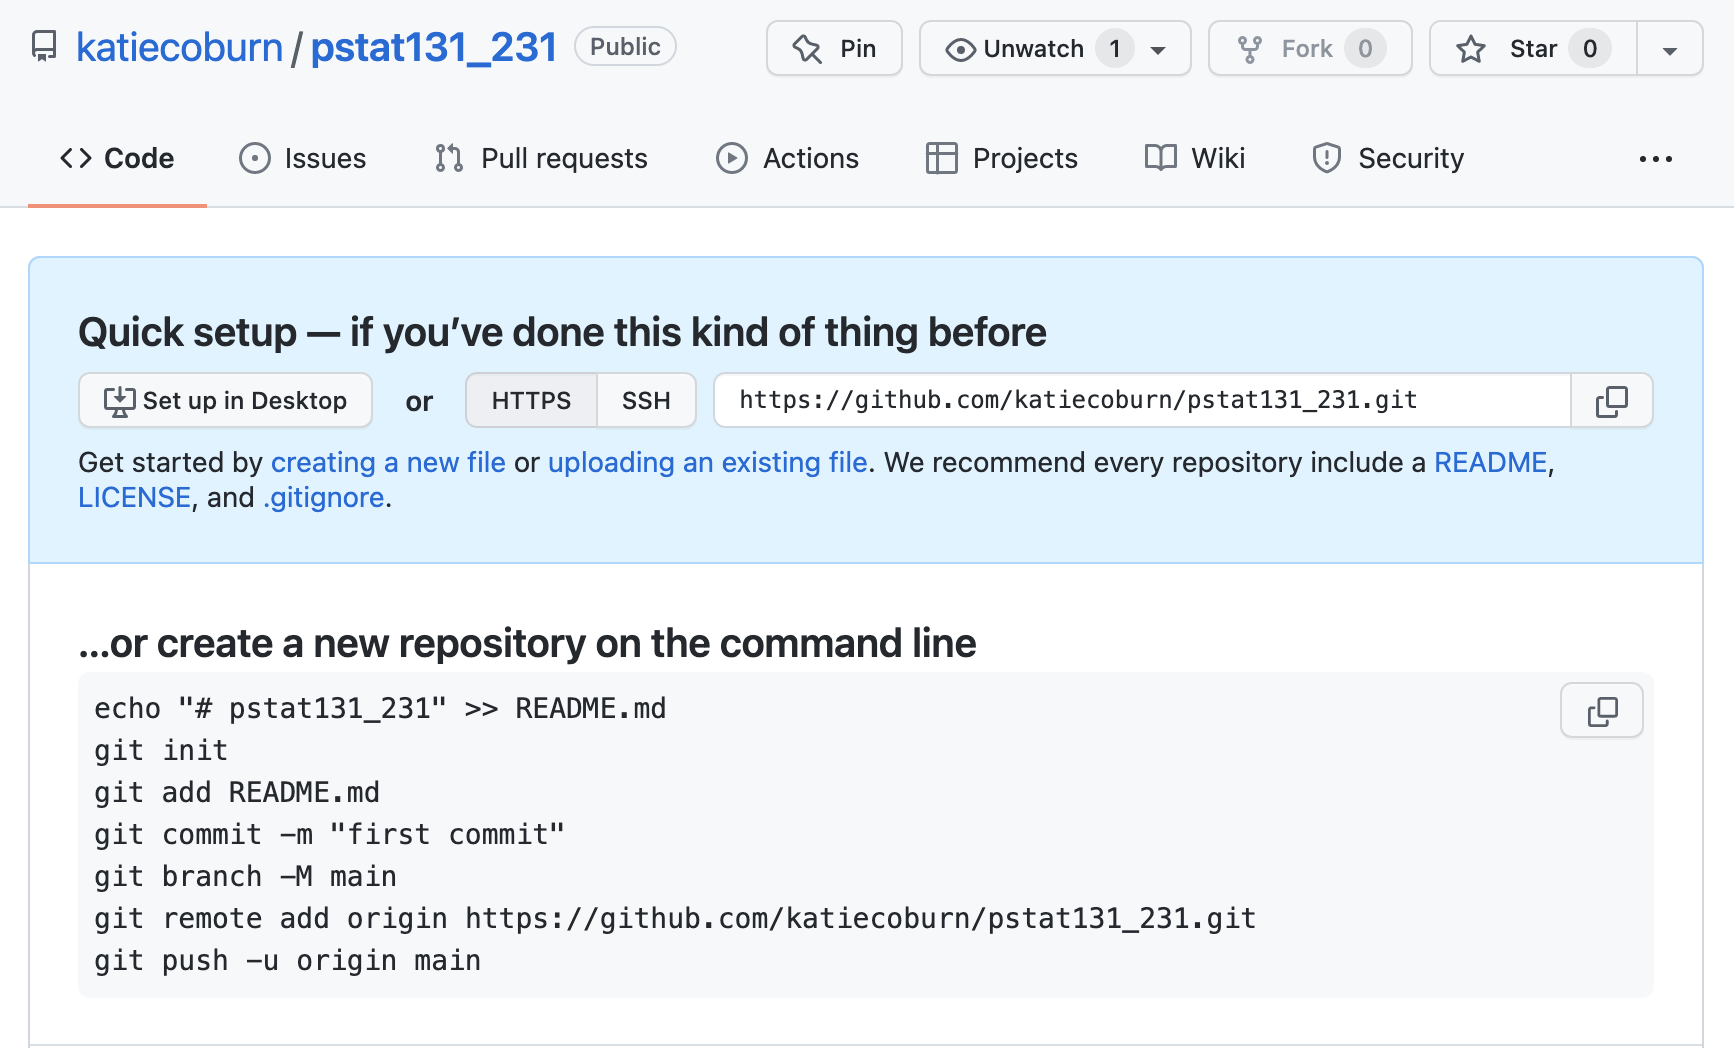 katiecoburn / pstat131_231 Public Pin Unwatch 1 Fork 0 Star 0
Code Issues Pull requests Actions Projects Wiki Security ...
Quick setup — if you’ve done this kind of thing before
Set up in Desktop or HTTPS SSH https://github.com/katiecoburn/pstat131_231.git
Get started by creating a new file or uploading an existing file. We recommend every repository include a README,
LICENSE, and .gitignore.
…or create a new repository on the command line
echo "# pstat131_231" >> README.md
git init
git add README.md
git commit -m "first commit"
git branch -M main
git remote add origin https://github.com/katiecoburn/pstat131_231.git
git push -u origin main